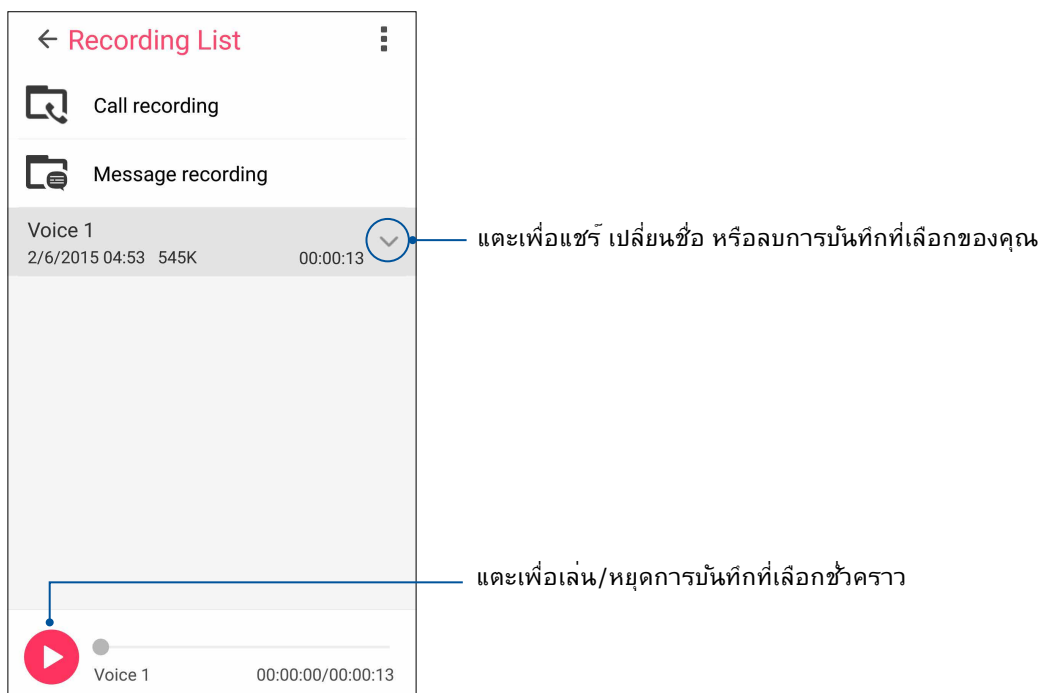 Recording List
Call recording
Message recording
Voice 1
2/6/2015 04:53 545K 00:00:13
แตะเพื่อแชร์ เปลี่ยนชื่อ หรือลบการบันทึกที่เลือกของคุณ
แตะเพื่อเล่น/หยุดการบันทึกที่เลือกชั่วคราว
Voice 1 00:00:00/00:00:13